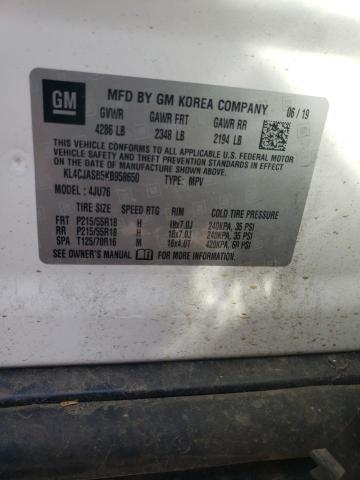 GM
MFD BY GM KOREA COMPANY 06 / 19
GVWR GAWR FRT GAWR RR
4286 LB 2348 LB 2194 LB
THIS VEHICLE CONFORMS TO ALL APPLICABLE U.S. FEDERAL MOTOR
VEHICLE SAFETY, BUMPER, AND THEFT PREVENTION STANDARDS IN
EFFECT ON THE DATE OF MANUFACTURE SHOWN ABOVE.
KL4CJASB5KB958650 TYPE: MPV
MODEL : 4JU76
TIRE SIZE SPEED RTG RIM COLD TIRE PRESSURE
FRT P215/55R18 H 18x7.0J 240KPA, 35 PSI
RR P215/55R18 H 18x7.0J 240KPA, 35 PSI
SPA T125/70R16 M 16x4.0T 420KPA, 60 PSI
SEE OWNER'S MANUAL FOR ADDITIONAL INFORMATION